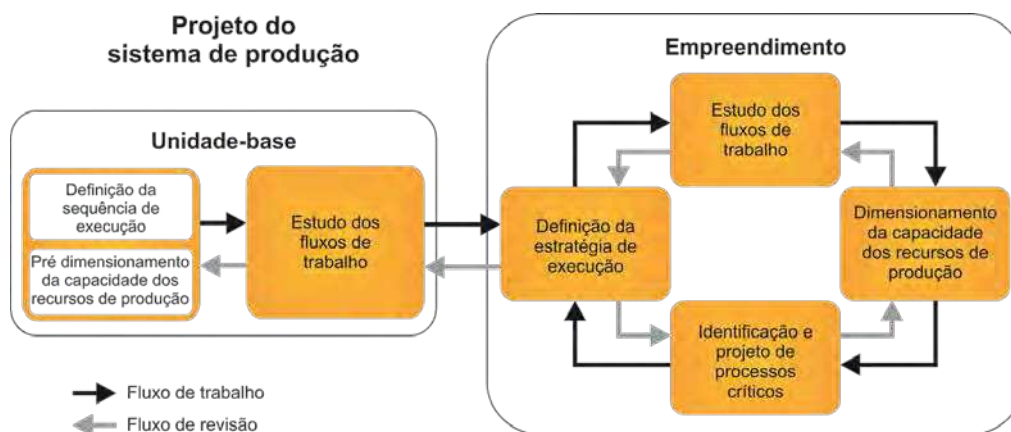 Projeto do
sistema de produção
Unidade-base
Definição da
sequência de
execução
Pré dimensionamento
da capacidade dos
recursos de produção
Estudo dos
fluxos de
trabalho
Empreendimento
Estudo dos
fluxos de
trabalho
Definição da
estratégia de
execução
Dimensionamento
da capacidade
dos recursos de
produção
Identificação e
projeto de
processos
críticos
Fluxo de trabalho
Fluxo de revisão